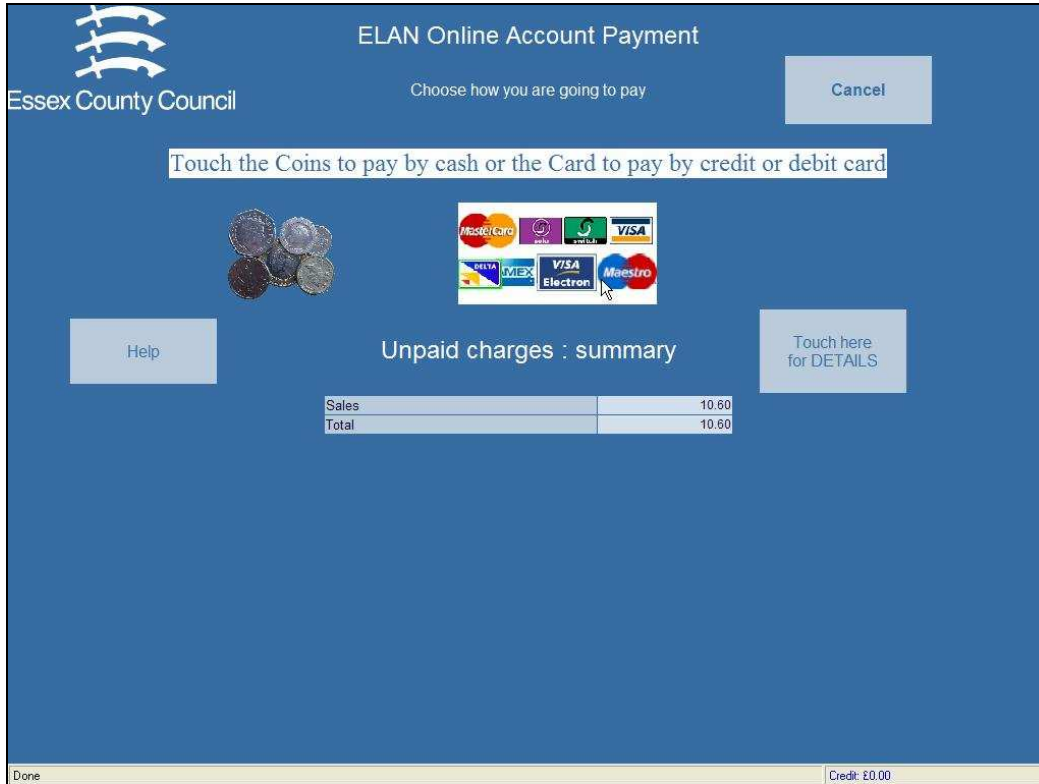 ELAN Online Account Payment
Essex County Council
Choose how you are going to pay
Cancel
Touch the Coins to pay by cash or the Card to pay by credit or debit card
MasterCard solo switch VISA
DELTA AMEX VISA Electron Maestro
Help
Unpaid charges : summary
Touch here
for DETAILS
Sales 10.60
Total 10.60
Done Credit: £0.00